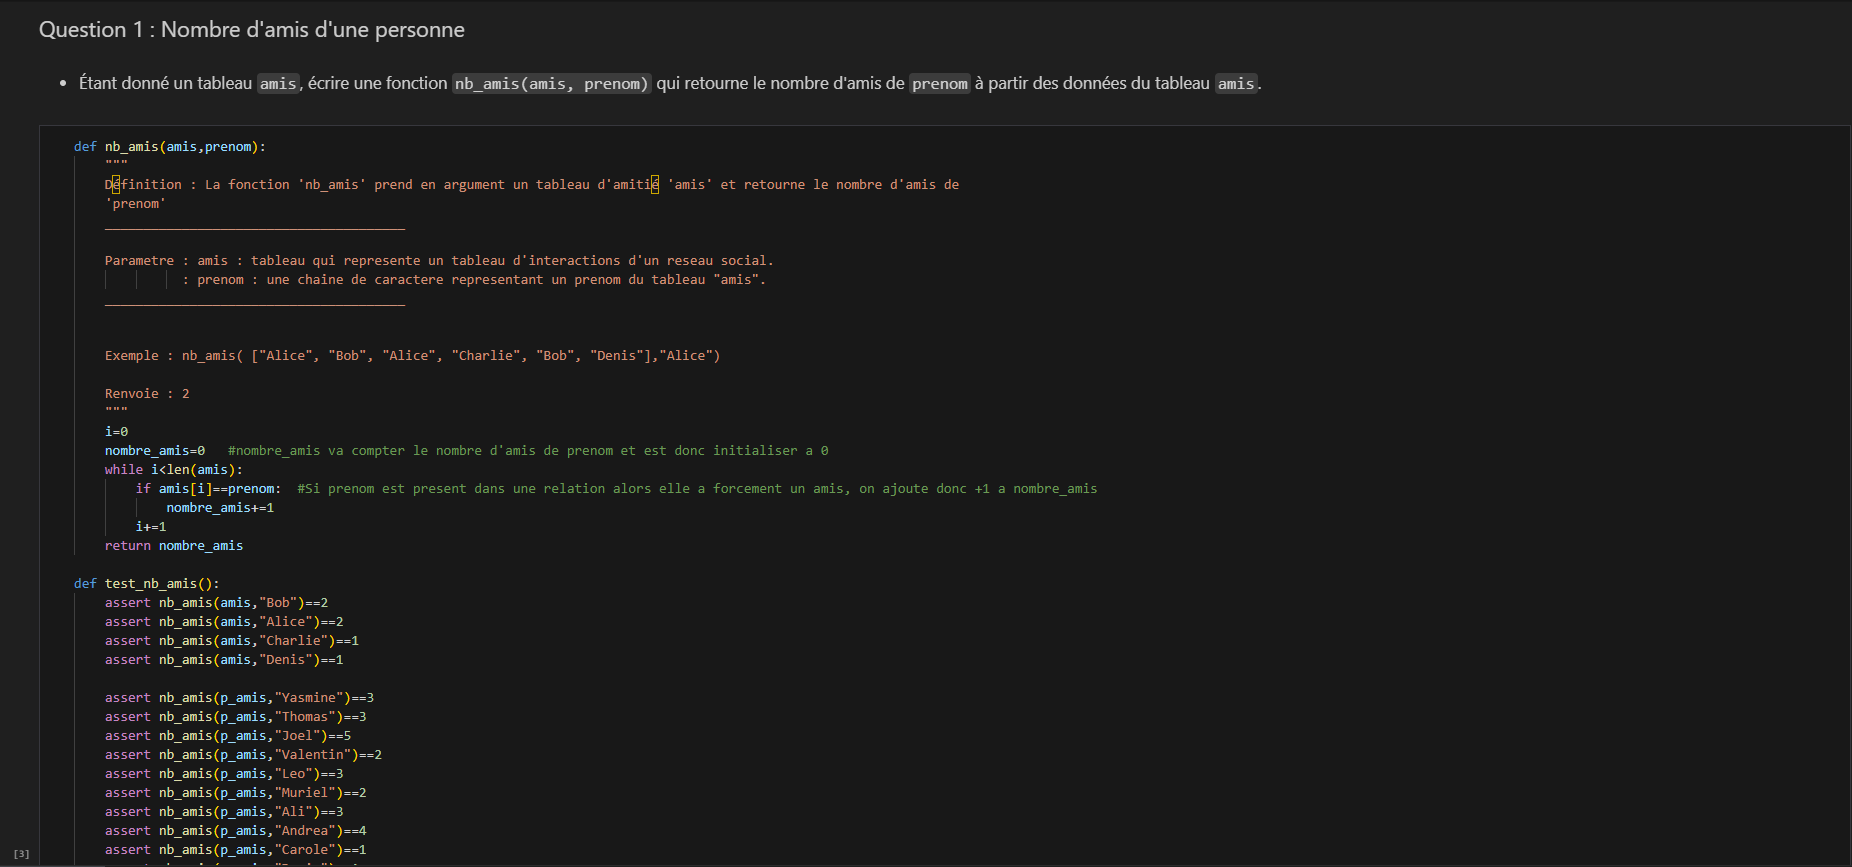 Question 1 : Nombre d'amis d'une personne
• Étant donné un tableau amis, écrire une fonction nb_amis(amis, prenom) qui retourne le nombre d'amis de prenom à partir des données du tableau amis.
def nb_amis(amis,prenom):
"""
Définition : La fonction 'nb_amis' prend en argument un tableau d'amitié 'amis' et retourne le nombre d'amis de
'prenom'
_______________________________________
Parametre : amis : tableau qui represente un tableau d'interactions d'un reseau social.
: prenom : une chaine de caractere representant un prenom du tableau "amis".
_______________________________________
Exemple : nb_amis( ["Alice", "Bob", "Alice", "Charlie", "Bob", "Denis"],"Alice")
Renvoie : 2
"""
i=0
nombre_amis=0   #nombre_amis va compter le nombre d'amis de prenom et est donc initialiser a 0
while i<len(amis):
if amis[i]==prenom:  #Si prenom est present dans une relation alors elle a forcement un amis, on ajoute donc +1 a nombre_amis
nombre_amis+=1
i+=1
return nombre_amis
def test_nb_amis():
assert nb_amis(amis,"Bob")==2
assert nb_amis(amis,"Alice")==2
assert nb_amis(amis,"Charlie")==1
assert nb_amis(amis,"Denis")==1
assert nb_amis(p_amis,"Yasmine")==3
assert nb_amis(p_amis,"Thomas")==3
assert nb_amis(p_amis,"Joel")==5
assert nb_amis(p_amis,"Valentin")==2
assert nb_amis(p_amis,"Leo")==3
assert nb_amis(p_amis,"Muriel")==2
assert nb_amis(p_amis,"Ali")==3
assert nb_amis(p_amis,"Andrea")==4
assert nb_amis(p_amis,"Carole")==1
[3]